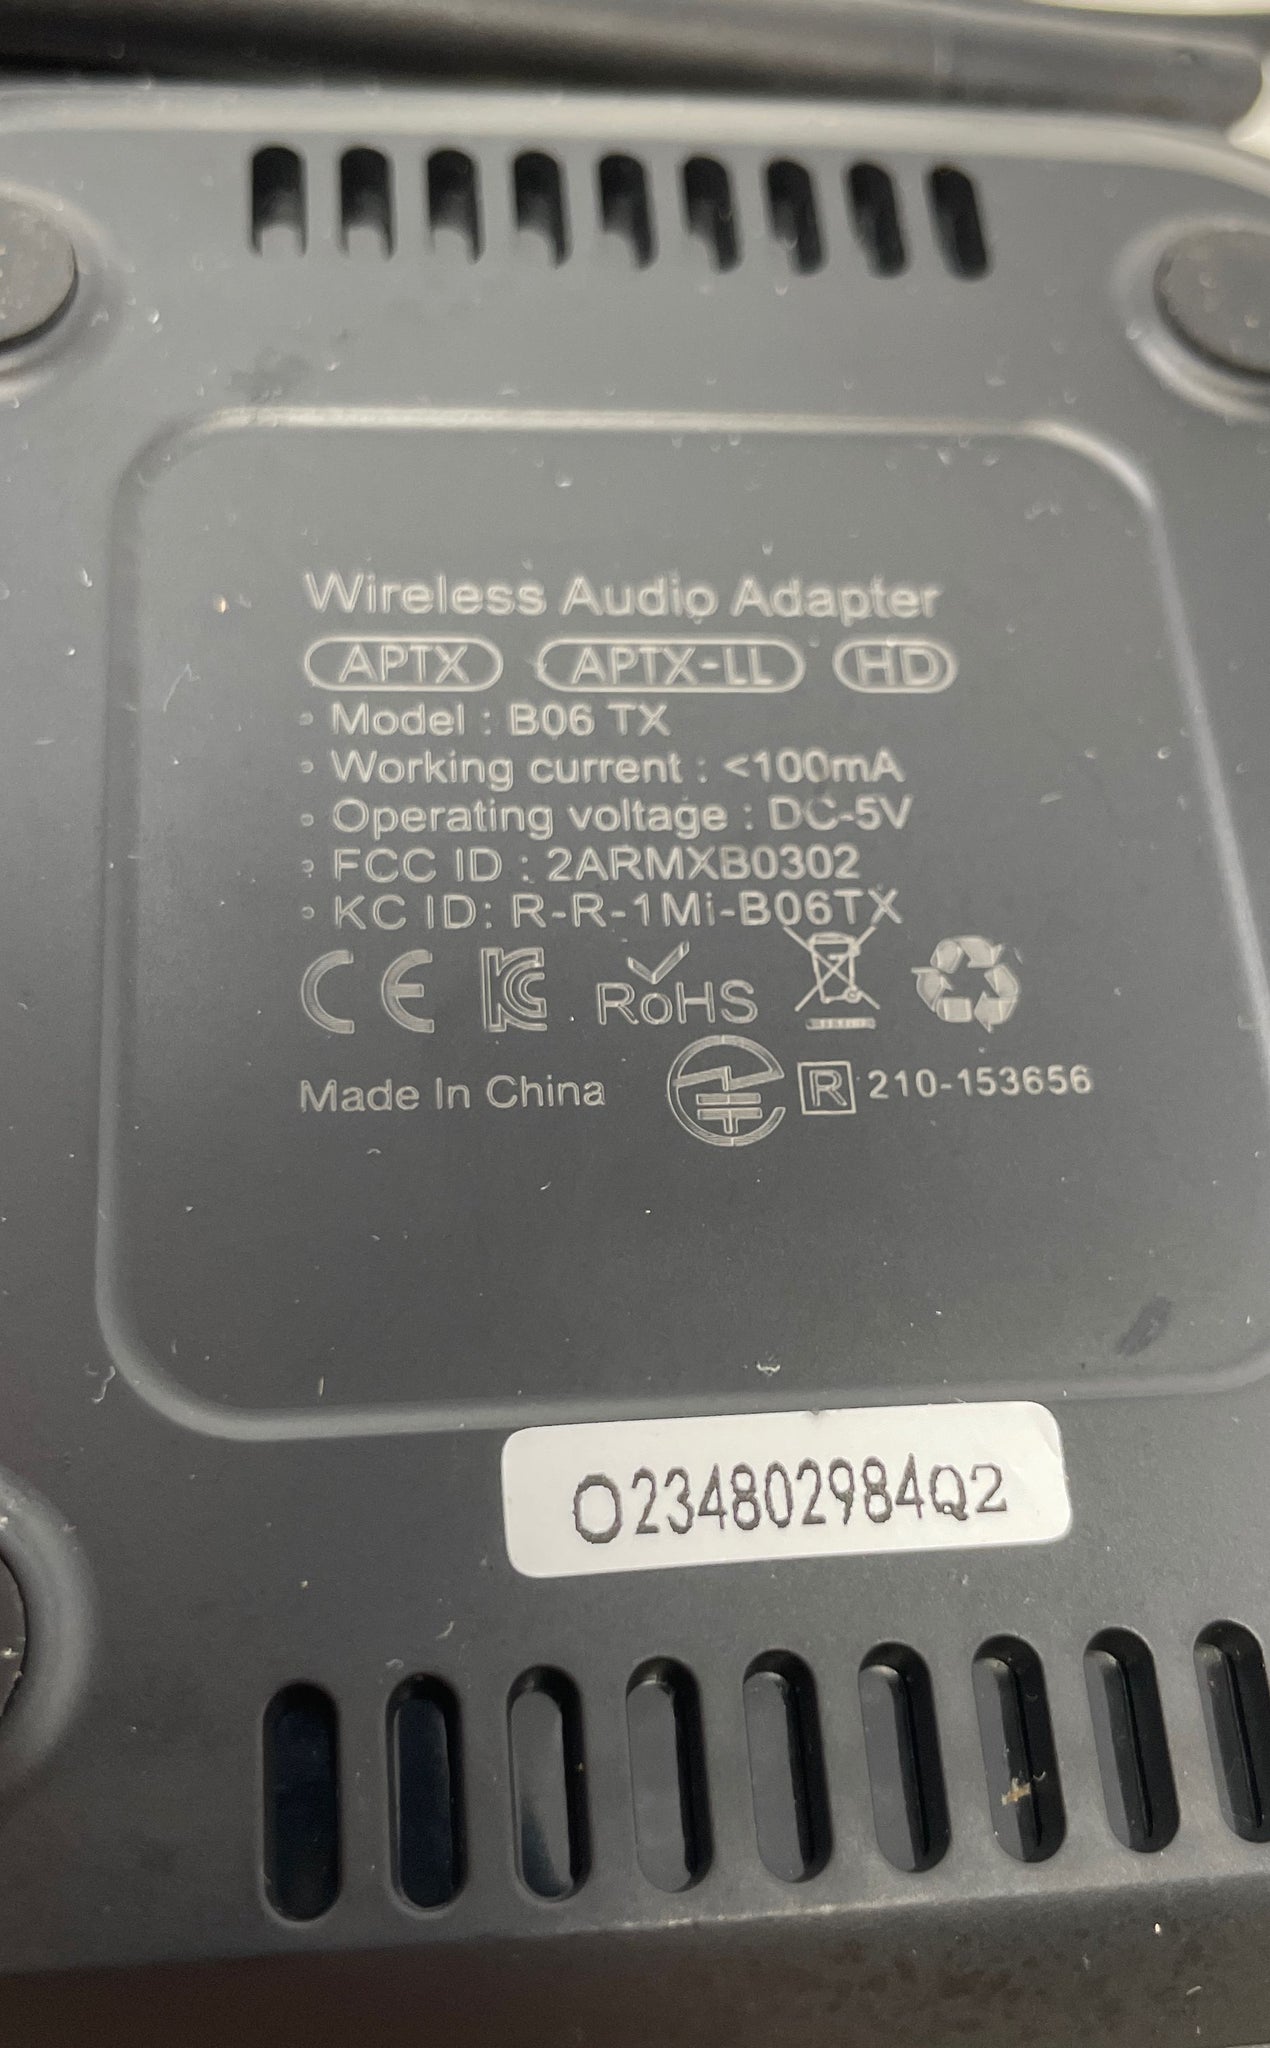 Wireless Audio Adapter
APTX APTX-LL HD
• Model : B06 TX
• Working current : <100mA
• Operating voltage : DC-5V
• FCC ID : 2ARMXB0302
• KC ID: R-R-1Mi-B06TX
CE KC RoHS
Made In China R 210-153656
O234802984Q2